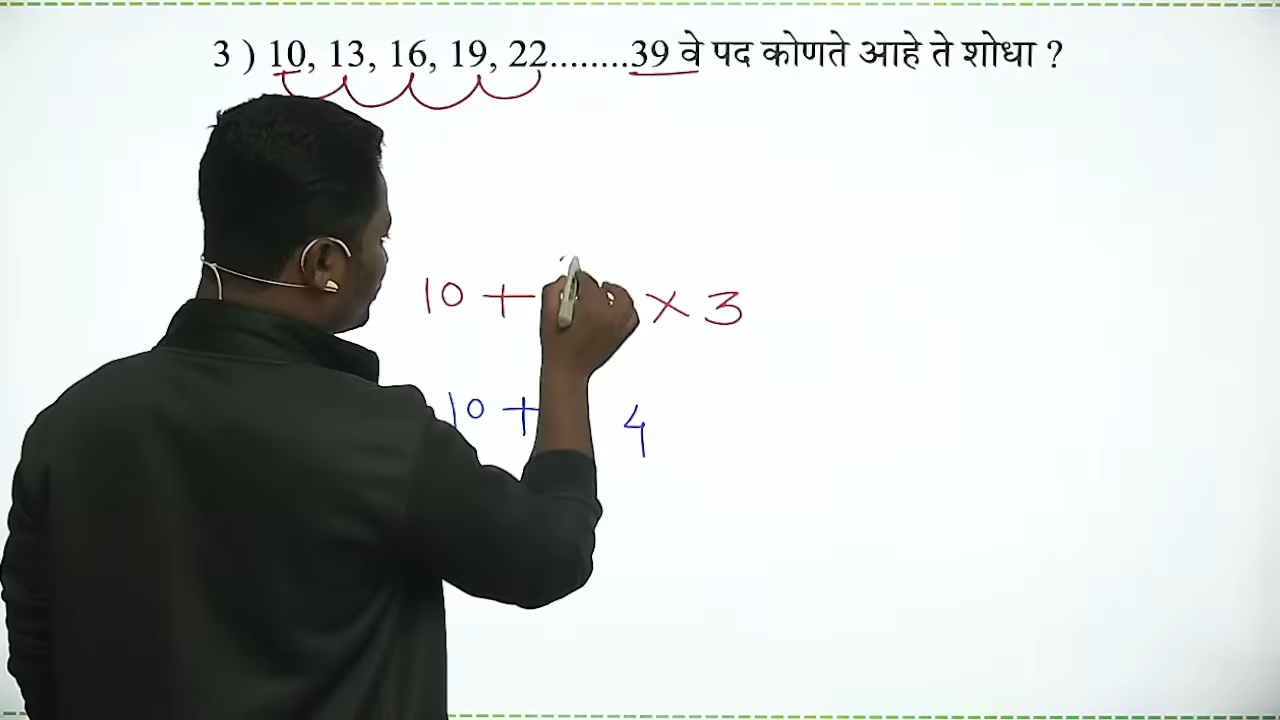 3 ) 10, 13, 16, 19, 22........39 वे पद कोणते आहे ते शोधा ?
10 + × 3
10 + 4